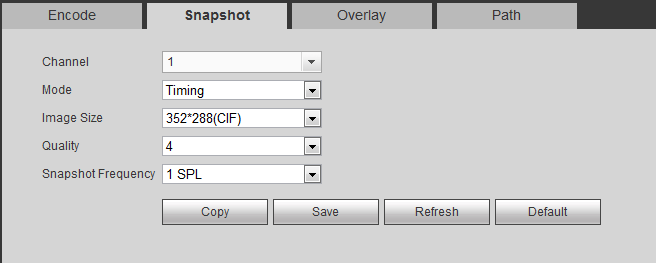 Encode Snapshot Overlay Path
Channel 1
Mode Timing
Image Size 352*288(CIF)
Quality 4
Snapshot Frequency 1 SPL
Copy Save Refresh Default